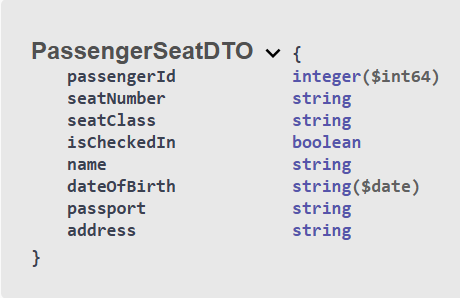 PassengerSeatDTO {
passengerId integer($int64)
seatNumber string
seatClass string
isCheckedIn boolean
name string
dateOfBirth string($date)
passport string
address string
}